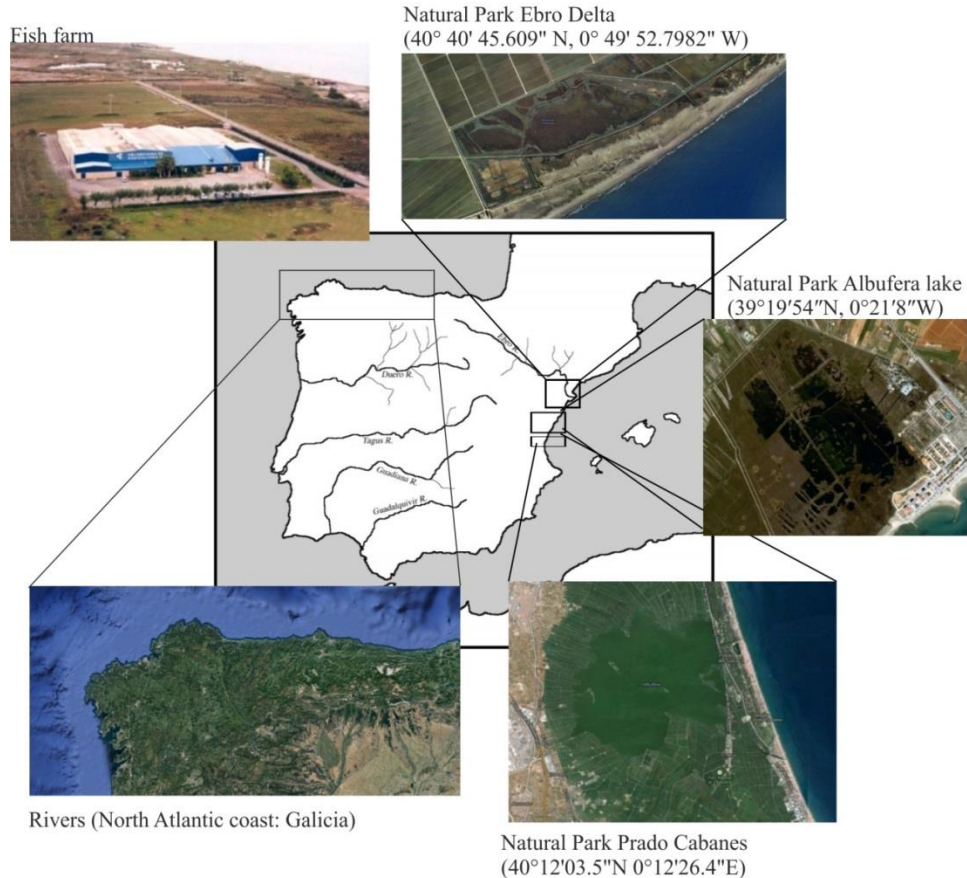 Natural Park Ebro Delta
(40° 40' 45.609" N, 0° 49' 52.7982" W)
Fish farm
Natural Park Albufera lake
(39°19′54″N, 0°21′8″W)
Ebro R.
Duero R.
Tagus R.
Guadiana R.
Guadalquivir R.
Rivers (North Atlantic coast: Galicia)
Natural Park Prado Cabanes
(40°12'03.5"N 0°12'26.4"E)